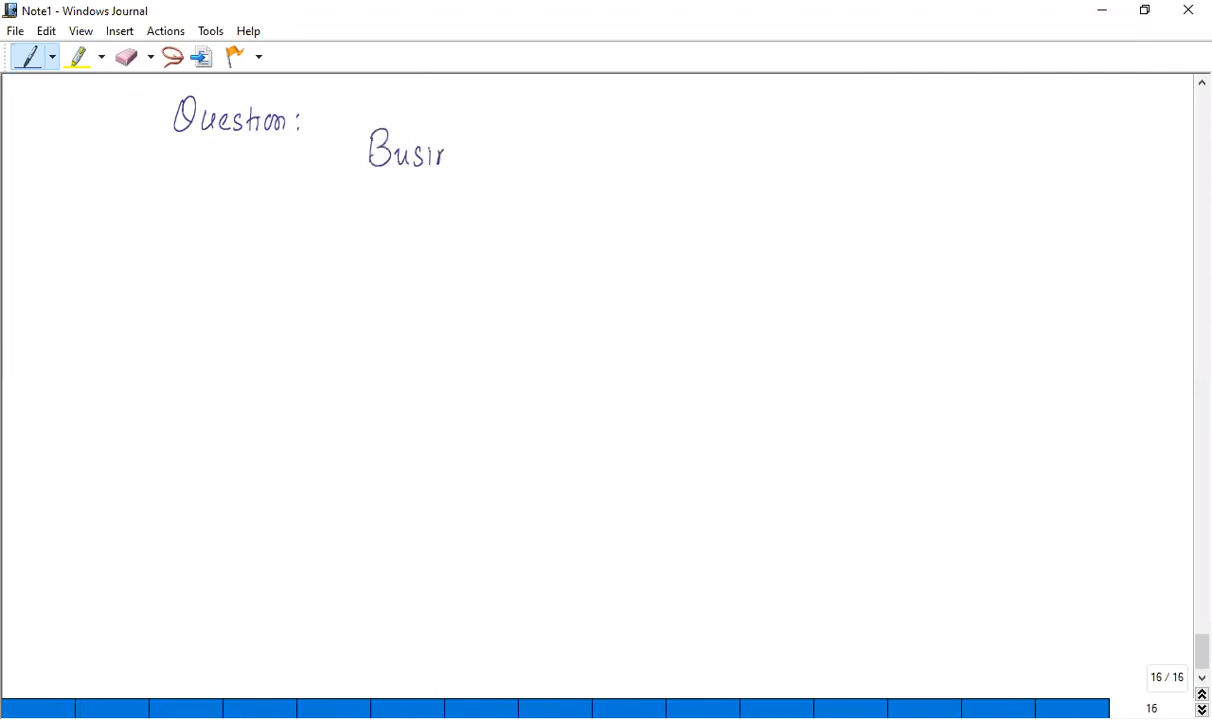 Note1 - Windows Journal
File Edit View Insert Actions Tools Help
Question:
Busir
16 / 16
16